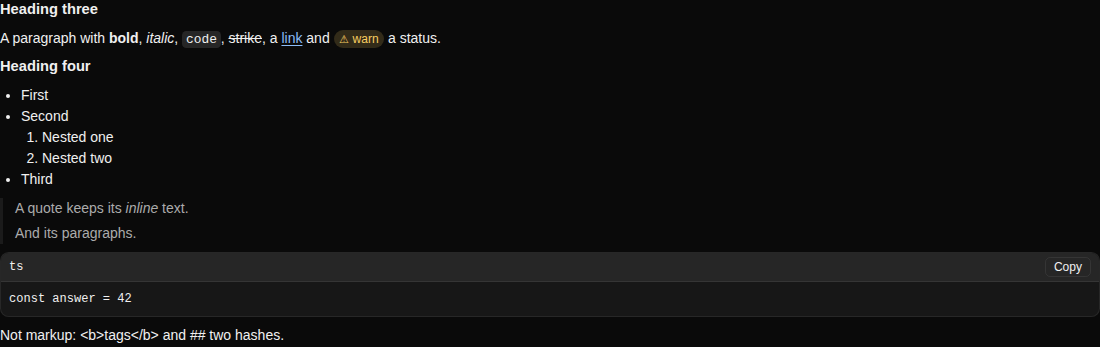 Heading three
A paragraph with bold, italic, code, strike, a link and ⚠ warn a status.
Heading four
• First
• Second
1. Nested one
2. Nested two
• Third
A quote keeps its inline text.
And its paragraphs.
ts
Copy
const answer = 42
Not markup: <b>tags</b> and ## two hashes.